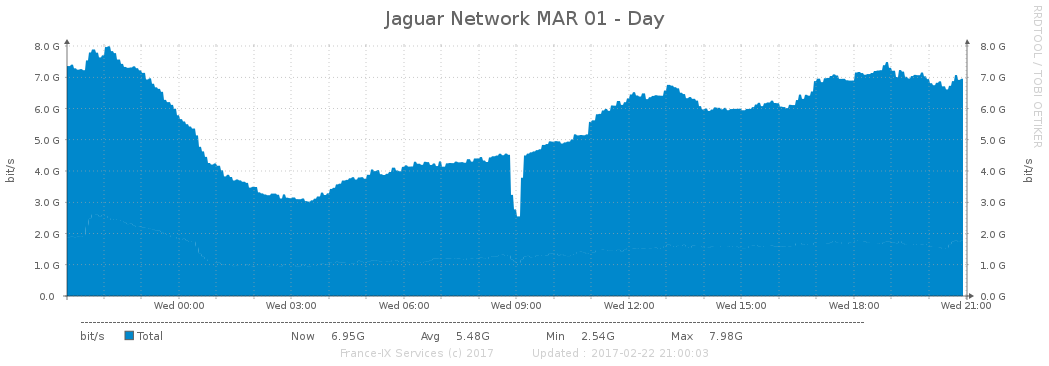 Jaguar Network MAR 01 - Day
RRDTOOL / TOBI OETIKER
bit/s
8.0 G 8.0 G
7.0 G 7.0 G
6.0 G 6.0 G
5.0 G 5.0 G
4.0 G 4.0 G
3.0 G 3.0 G
2.0 G 2.0 G
1.0 G 1.0 G
0.0 0.0 G
bit/s
Wed 00:00 Wed 03:00 Wed 06:00 Wed 09:00 Wed 12:00 Wed 15:00 Wed 18:00 Wed 21:00
bit/s Total Now 6.95G Avg 5.48G Min 2.54G Max 7.98G
France-IX Services (c) 2017 Updated : 2017-02-22 21:00:03